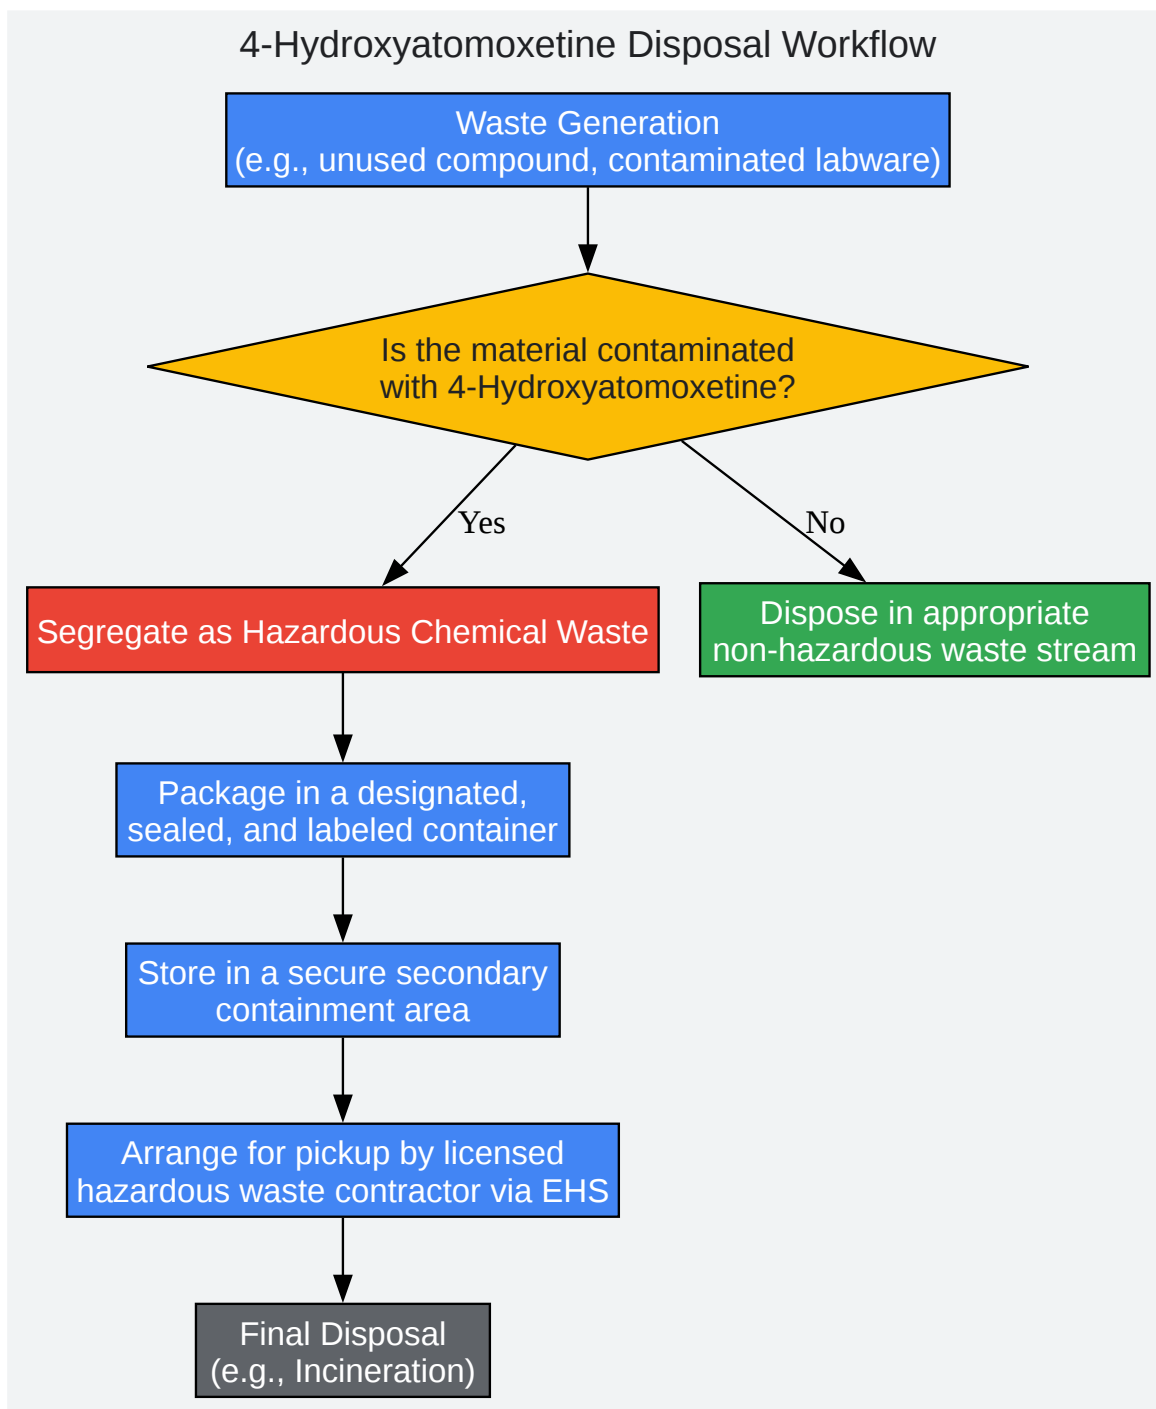 4-Hydroxyatomoxetine Disposal Workflow
Waste Generation
(e.g., unused compound, contaminated labware)
Is the material contaminated
with 4-Hydroxyatomoxetine?
Yes
No
Segregate as Hazardous Chemical Waste
Dispose in appropriate
non-hazardous waste stream
Package in a designated,
sealed, and labeled container
Store in a secure secondary
containment area
Arrange for pickup by licensed
hazardous waste contractor via EHS
Final Disposal
(e.g., Incineration)